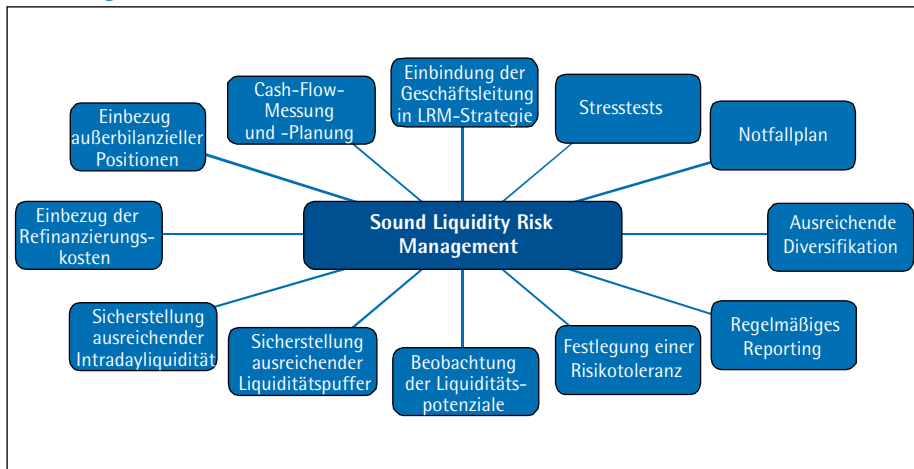 Einbindung der
Geschäftsleitung
in LRM-Strategie
Cash-Flow-
Messung
und -Planung
Stresstests
Einbezug
außerbilanzieller
Positionen
Notfallplan
Einbezug der
Refinanzierungs-
kosten
Sound Liquidity Risk
Management
Ausreichende
Diversifikation
Sicherstellung
ausreichender
Intradayliquidität
Sicherstellung
ausreichender
Liquiditätspuffer
Beobachtung
der Liquiditäts-
potenziale
Festlegung einer
Risikotoleranz
Regelmäßiges
Reporting